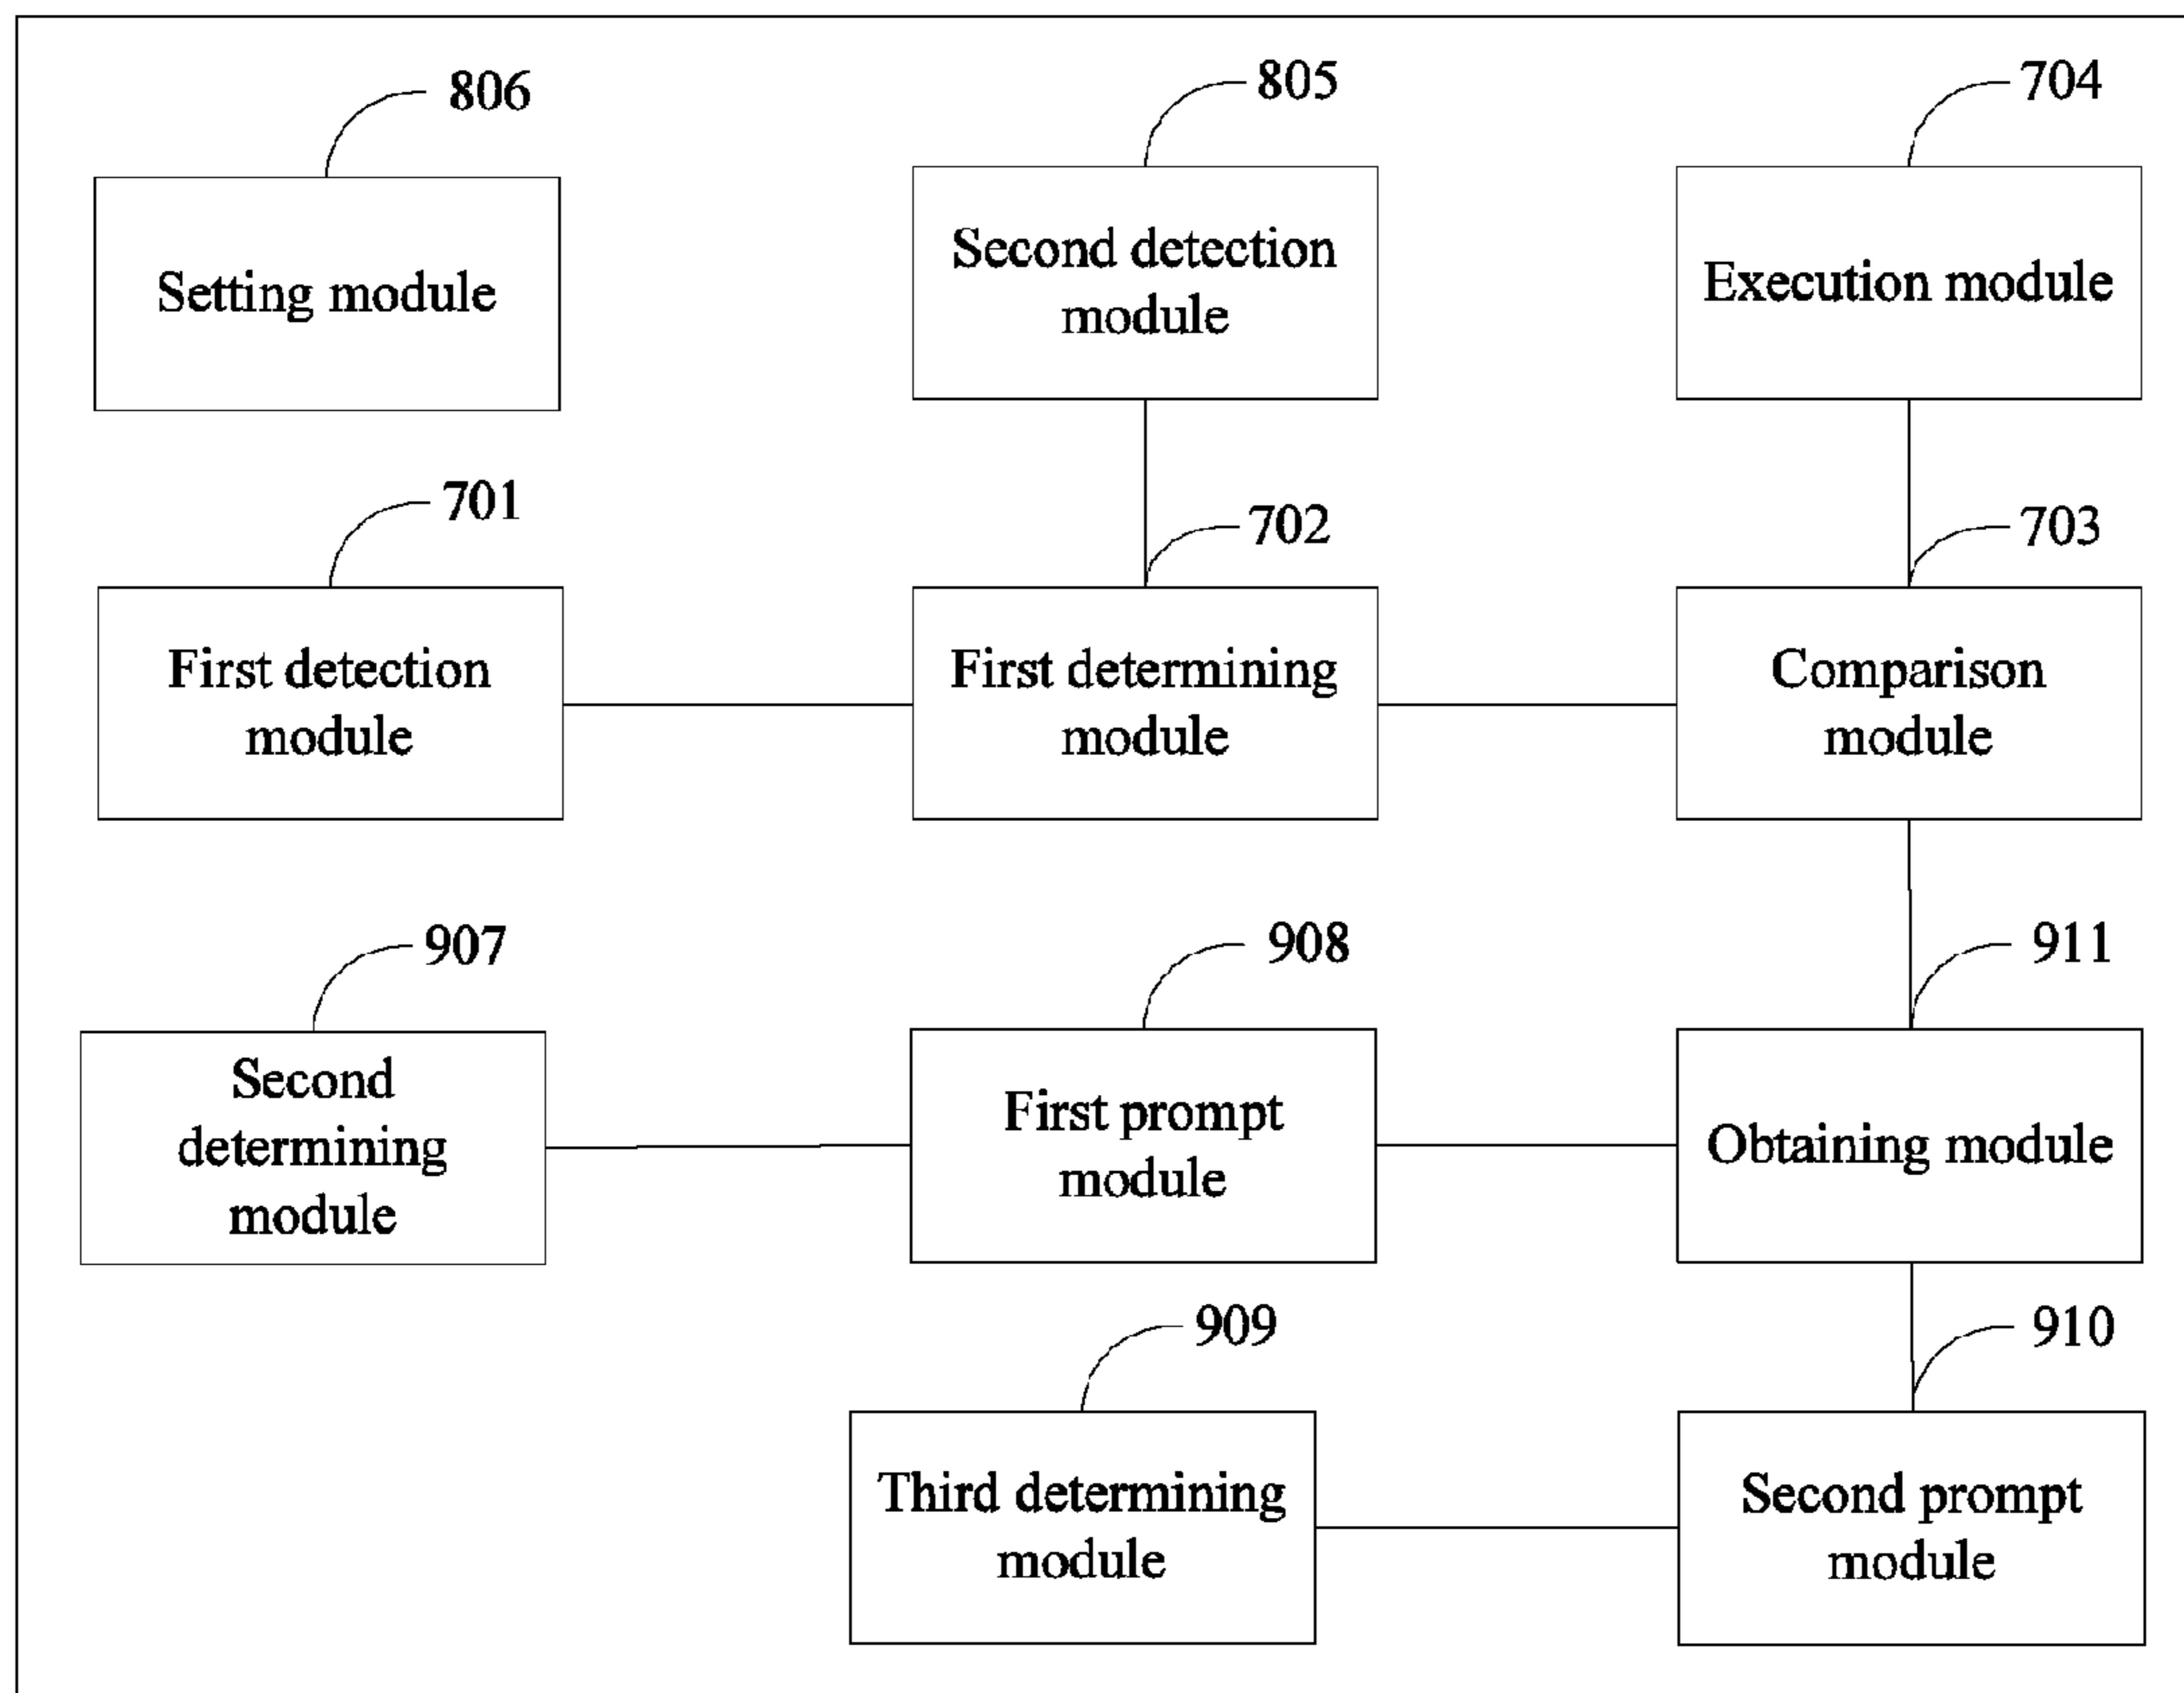 806
805
704
Setting module
Second detection
module
Execution module
701
702
703
First detection
module
First determining
module
Comparison
module
907
908
911
Second
determining
module
First prompt
module
Obtaining module
909
910
Third determining
module
Second prompt
module